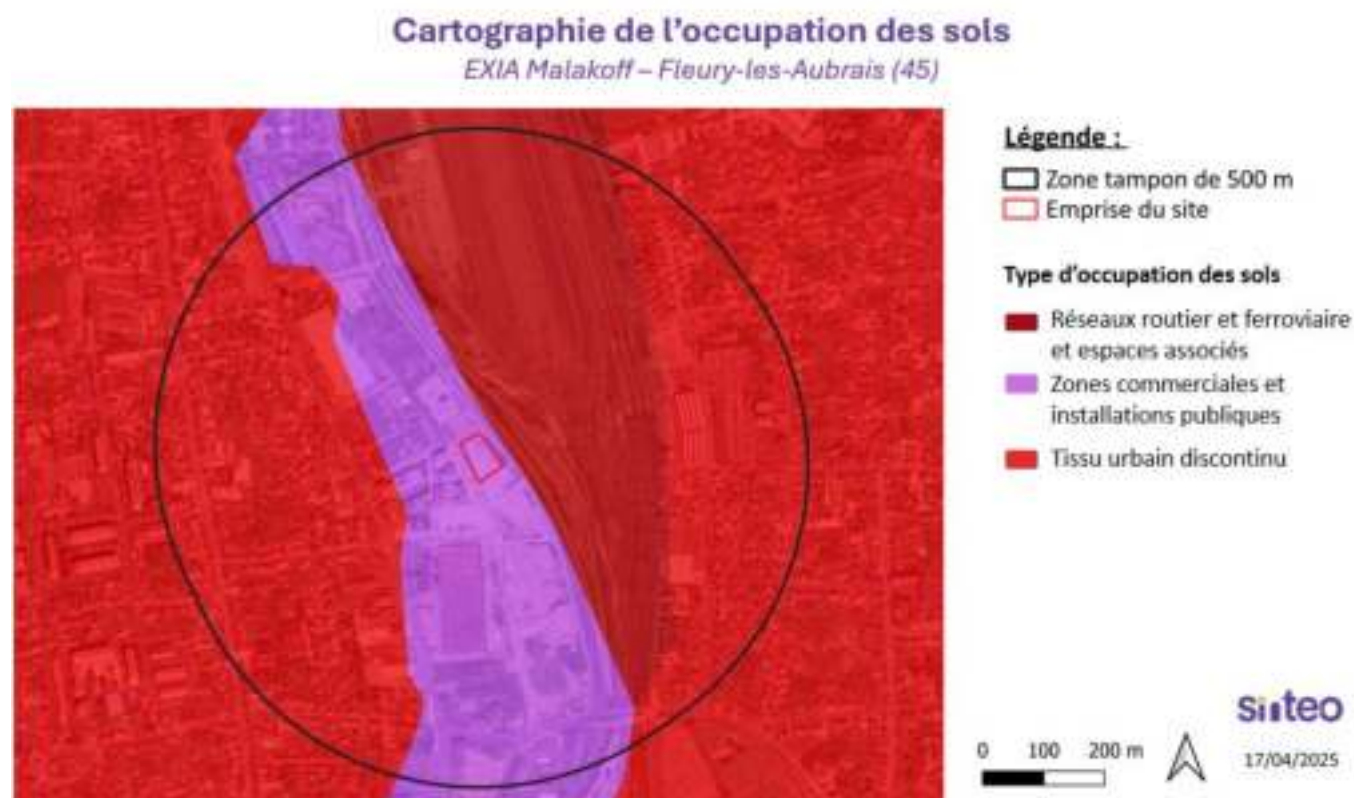 Cartographie de l'occupation des sols
EXIA Malakoff – Fleury-les-Aubrais (45)
Légende :
Zone tampon de 500 m
Emprise du site
Type d'occupation des sols
Réseaux routier et ferroviaire
et espaces associés
Zones commerciales et
installations publiques
Tissu urbain discontinu
sinteo
0 100 200 m
17/04/2025